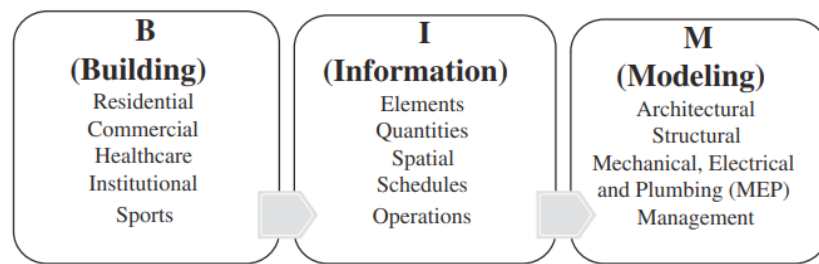 B
(Building)
Residential
Commercial
Healthcare
Institutional
Sports
I
(Information)
Elements
Quantities
Spatial
Schedules
Operations
M
(Modeling)
Architectural
Structural
Mechanical, Electrical
and Plumbing (MEP)
Management